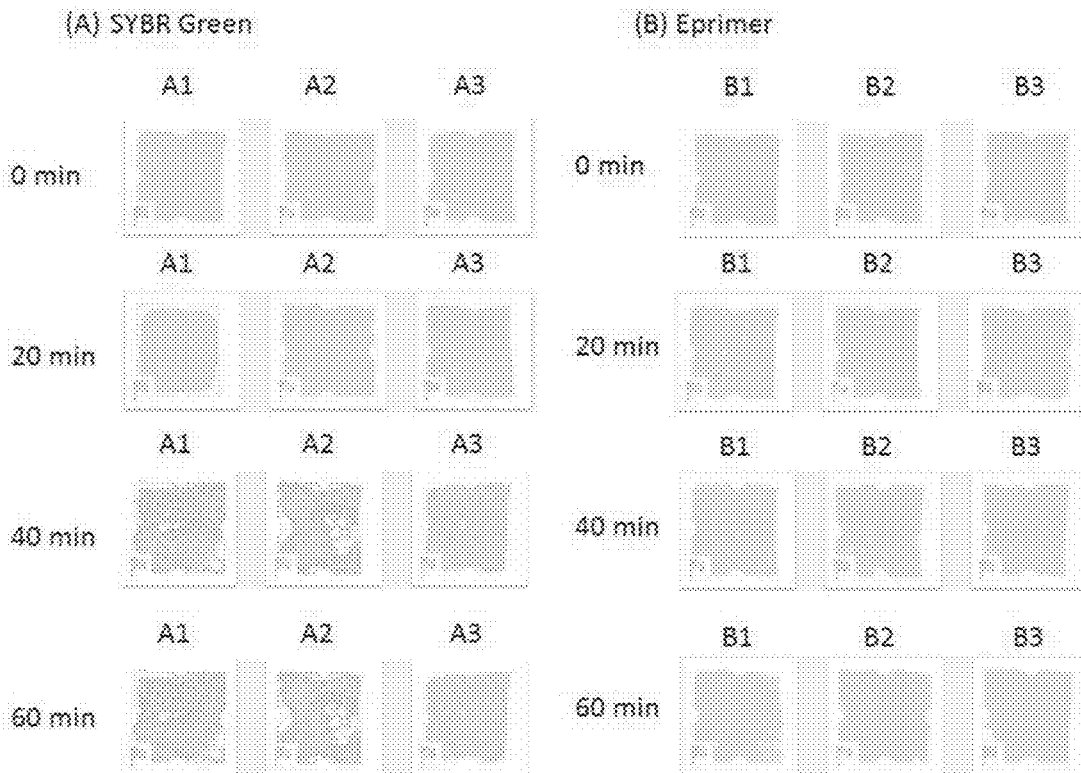 (A) SYBR Green
(B) Eprimer
A1 A2 A3
B1 B2 B3
0 min
0 min
A1 A2 A3
B1 B2 B3
20 min
20 min
A1 A2 A3
B1 B2 B3
40 min
40 min
A1 A2 A3
B1 B2 B3
60 min
60 min